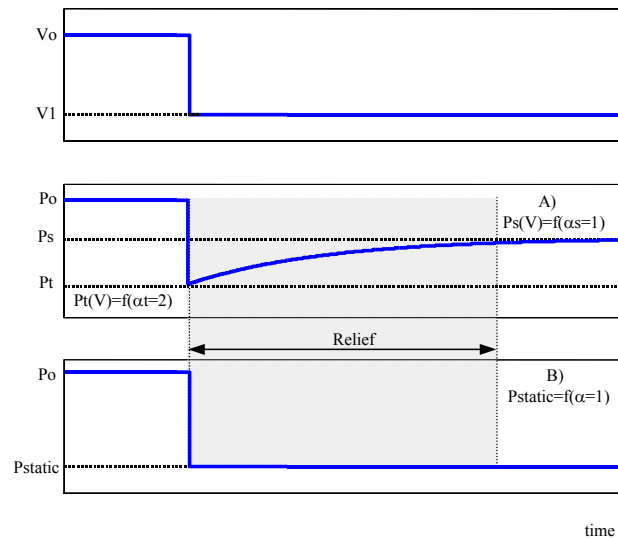 Vo
V1
Po
A)
Ps(V)=f(αs=1)
Ps
Pt
Pt(V)=f(αt=2)
Relief
Po
B)
Pstatic=f(α=1)
Pstatic
time